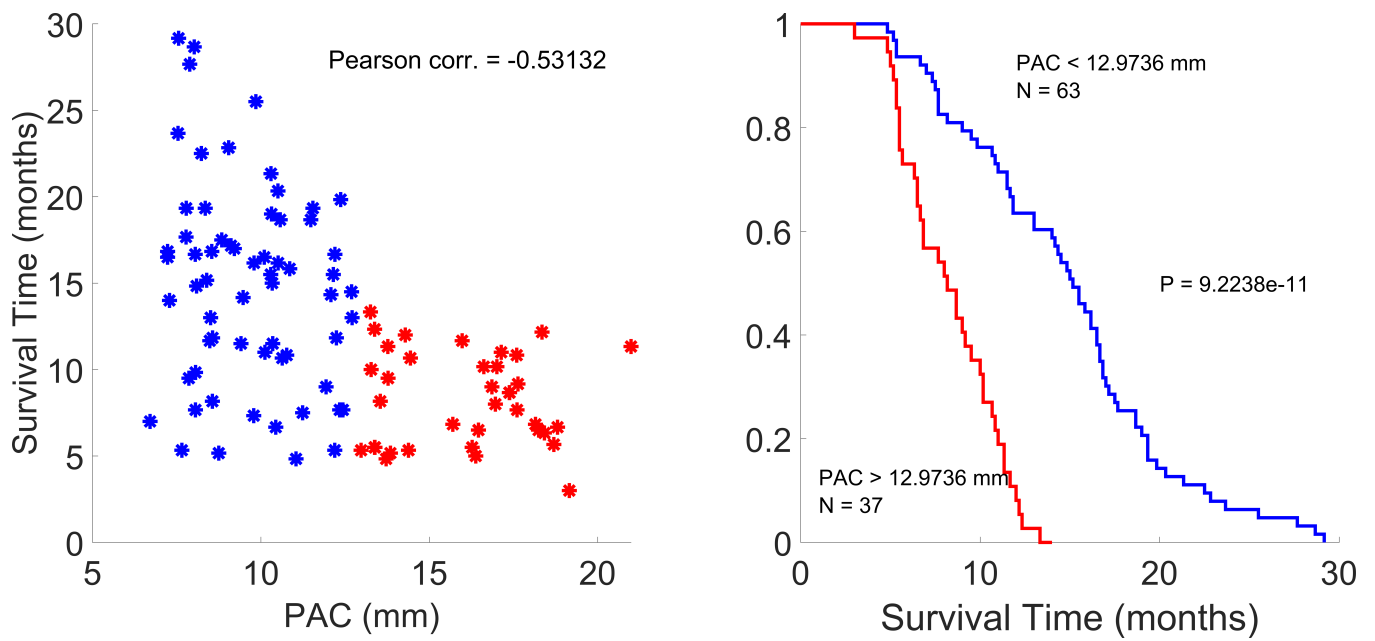 30
25
20
15
10
5
0
Survival Time (months)
Pearson corr. = -0.53132
5
10
15
20
PAC (mm)
1
0.8
0.6
0.4
0.2
0
PAC < 12.9736 mm
N = 63
P = 9.2238e-11
PAC > 12.9736 mm
N = 37
0
10
20
30
Survival Time (months)